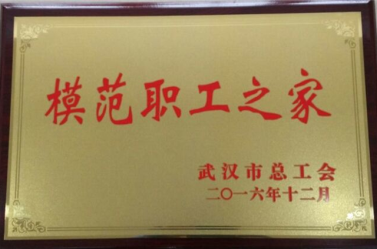 模范职工之家
武汉市总工会
二〇一六年十二月